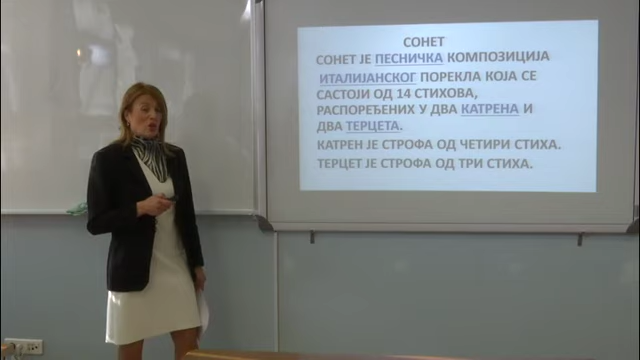 СОНЕТ
СОНЕТ ЈЕ ПЕСНИЧКА КОМПОЗИЦИЈА
ИТАЛИЈАНСКОГ ПОРЕКЛА КОЈА СЕ
САСТОЈИ ОД 14 СТИХОВА,
РАСПОРЕЂЕНИХ У ДВА КАТРЕНА И
ДВА ТЕРЦЕТА.
КАТРЕН ЈЕ СТРОФА ОД ЧЕТИРИ СТИХА.
ТЕРЦЕТ ЈЕ СТРОФА ОД ТРИ СТИХА.